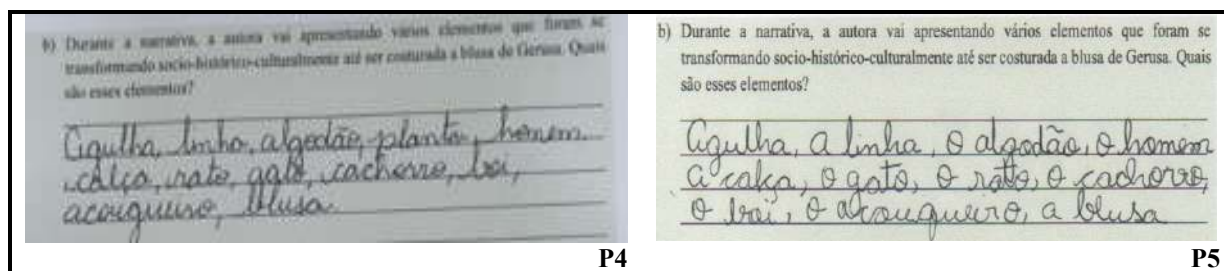 b) Durante a narrativa, a autora vai apresentando vários elementos que foram se
transformando socio-histórico-culturalmente até ser costurada a blusa de Gerusa. Quais
são esses elementos?
Agulha, linha, algodão, planta, homem
calça, rato, gato, cachorro, boi,
acougueiro, blusa.
P4
b) Durante a narrativa, a autora vai apresentando vários elementos que foram se
transformando socio-histórico-culturalmente até ser costurada a blusa de Gerusa. Quais
são esses elementos?
Agulha, a linha, o algodão, o homem
a calça, o gato, o rato, o cachorro,
o boi, o açougueiro, a blusa
P5